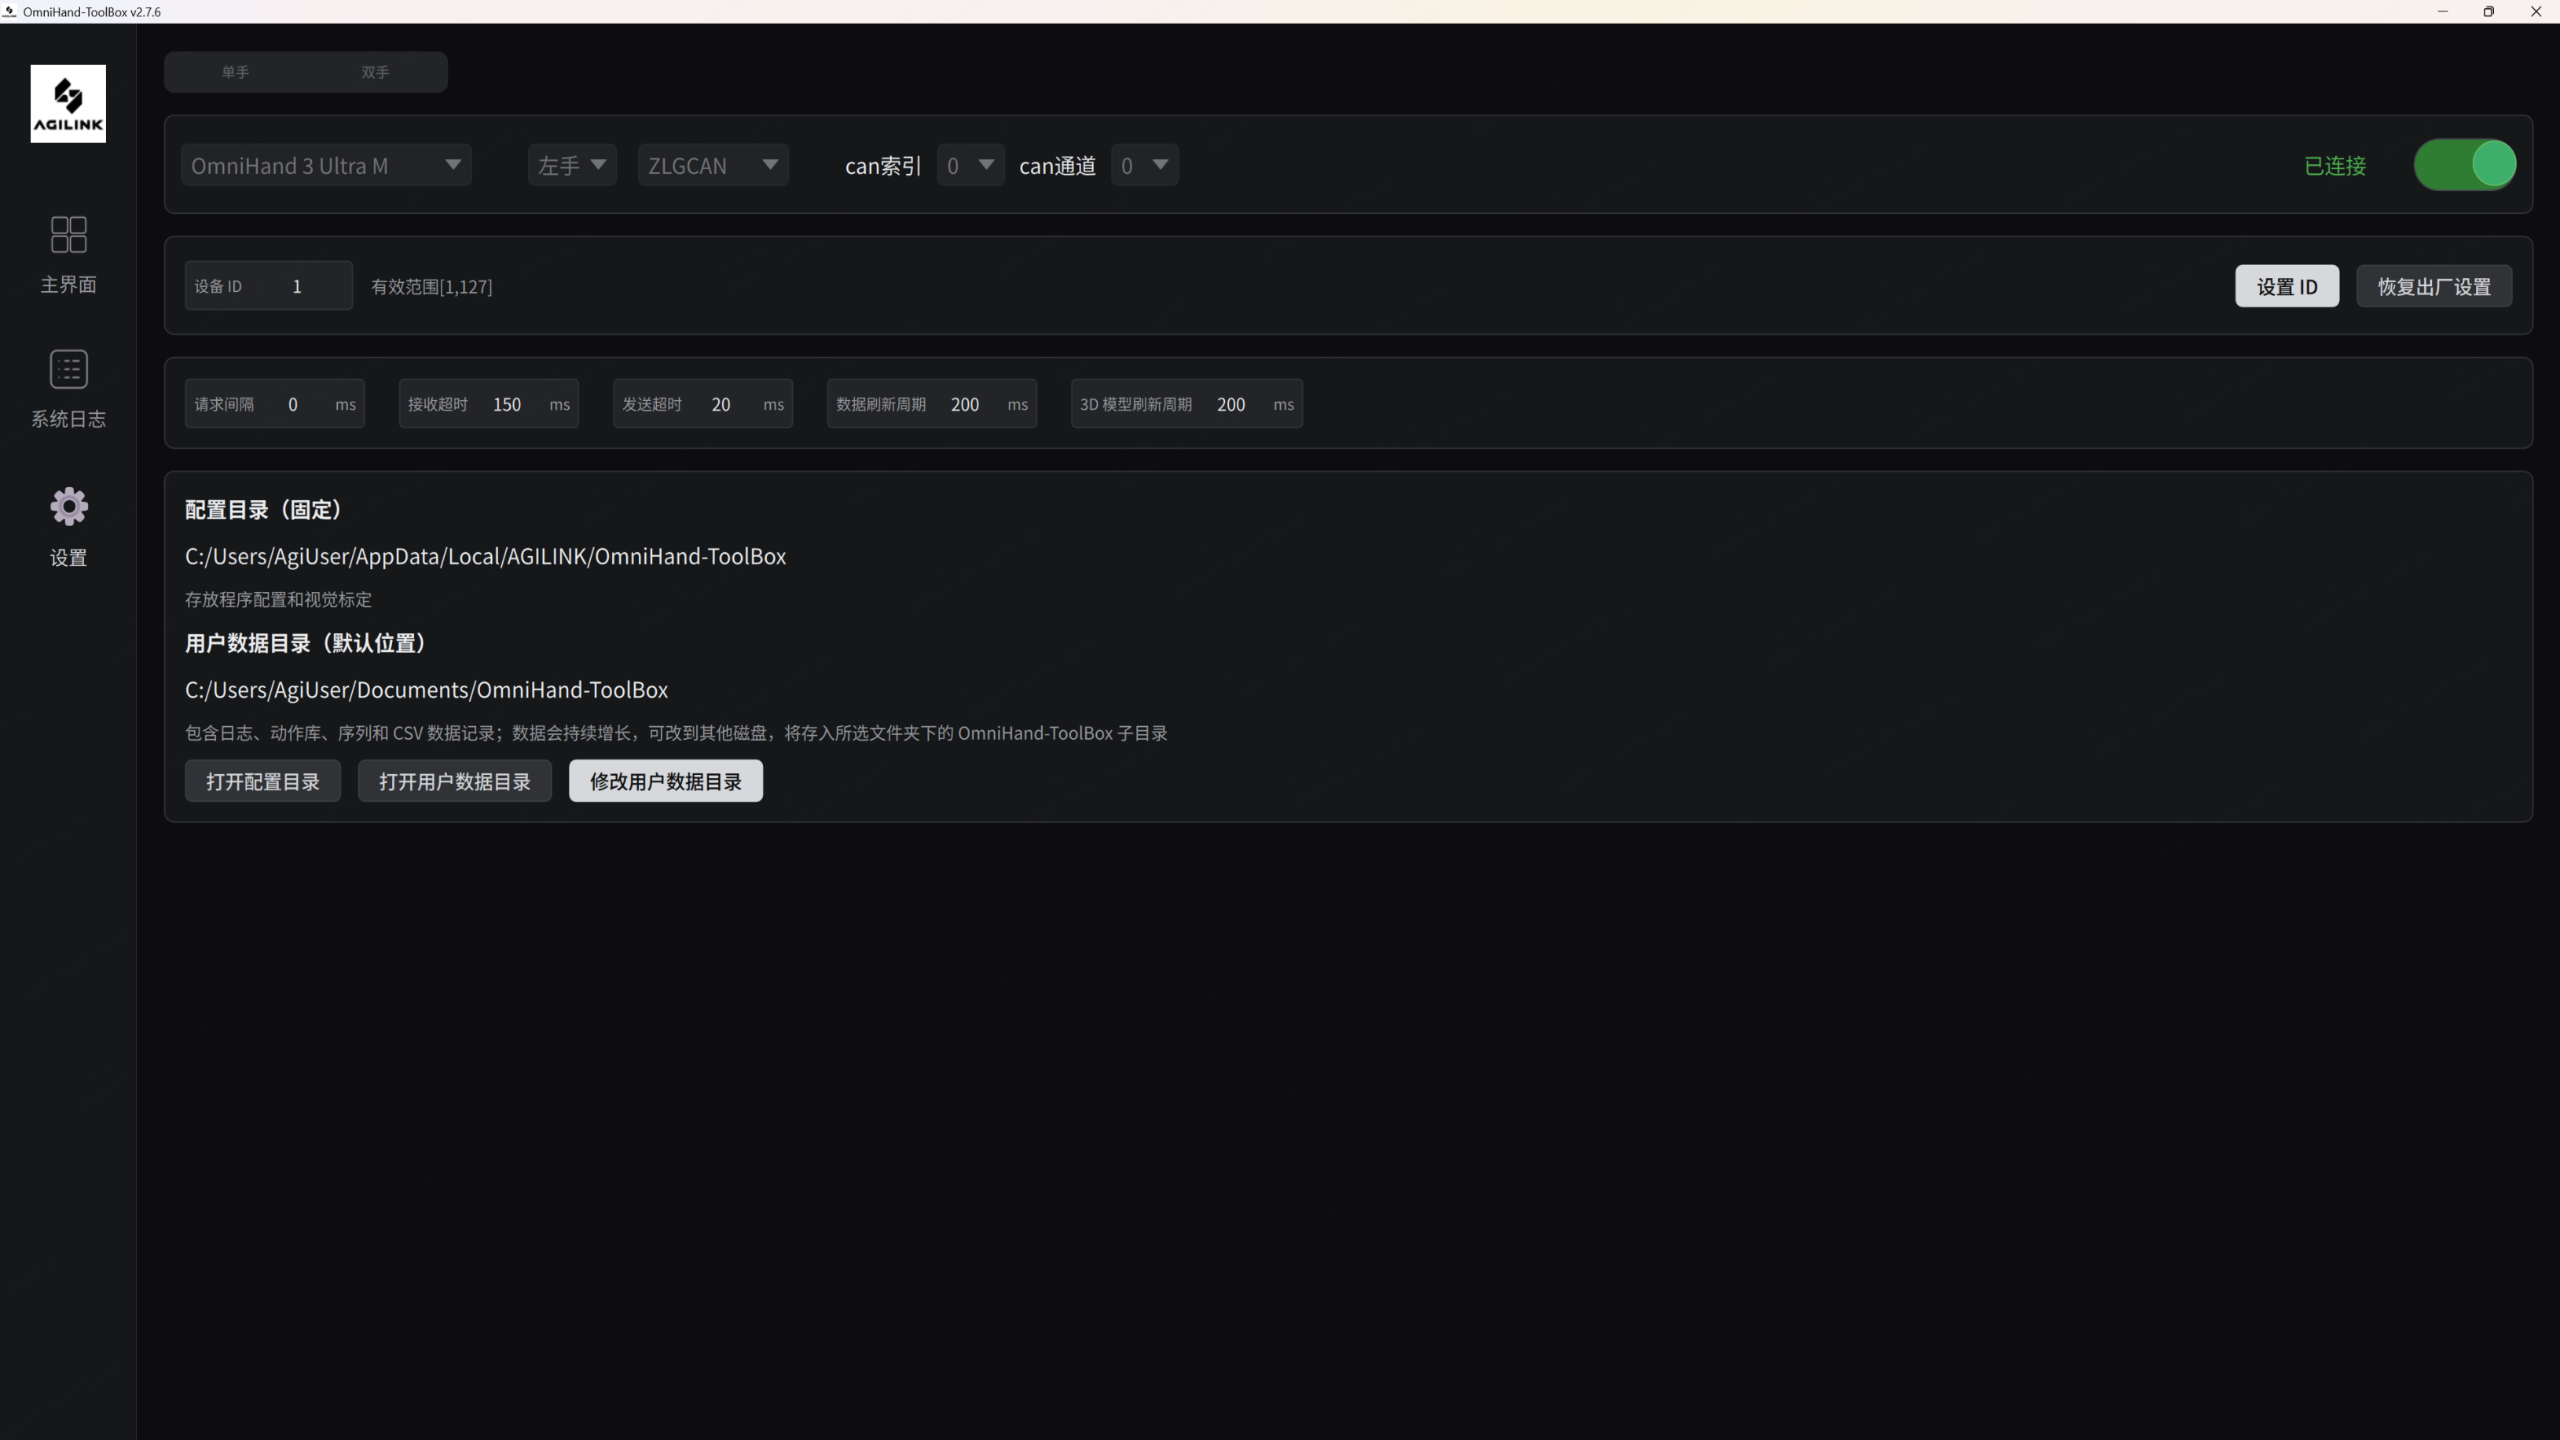 OmniHand-ToolBox v2.7.6
AGILINK
主界面
系统日志
设置
单手 双手
OmniHand 3 Ultra M 左手 ZLGCAN can索引 0 can通道 0 已连接
设备 ID 1 有效范围[1,127] 设置 ID 恢复出厂设置
请求间隔 0 ms 接收超时 150 ms 发送超时 20 ms 数据刷新周期 200 ms 3D 模型刷新周期 200 ms
配置目录（固定）
C:/Users/AgiUser/AppData/Local/AGILINK/OmniHand-ToolBox
存放程序配置和视觉标定
用户数据目录（默认位置）
C:/Users/AgiUser/Documents/OmniHand-ToolBox
包含日志、动作库、序列和 CSV 数据记录；数据会持续增长，可改到其他磁盘，将存入所选文件夹下的 OmniHand-ToolBox 子目录
打开配置目录 打开用户数据目录 修改用户数据目录